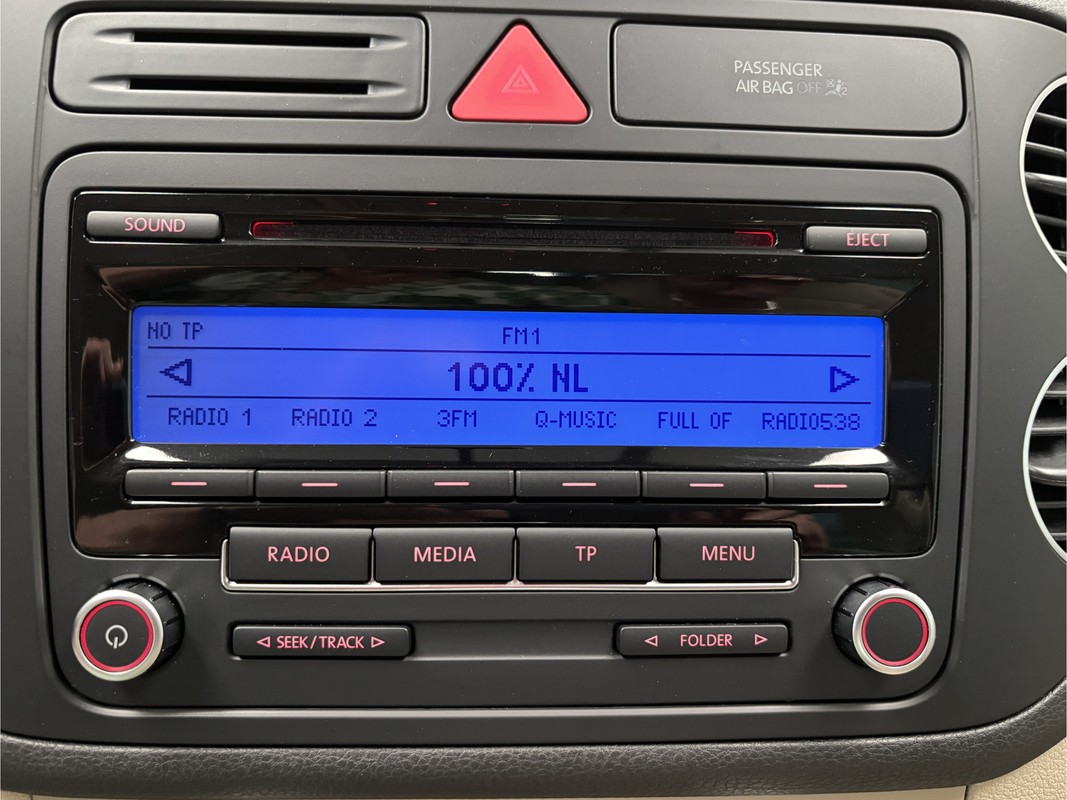 PASSENGER
AIR BAG OFF
SOUND
EJECT
NO TP FM1
100% NL
RADIO 1 RADIO 2 3FM Q-MUSIC FULL OF RADIO538
RADIO MEDIA TP MENU
SEEK/TRACK FOLDER